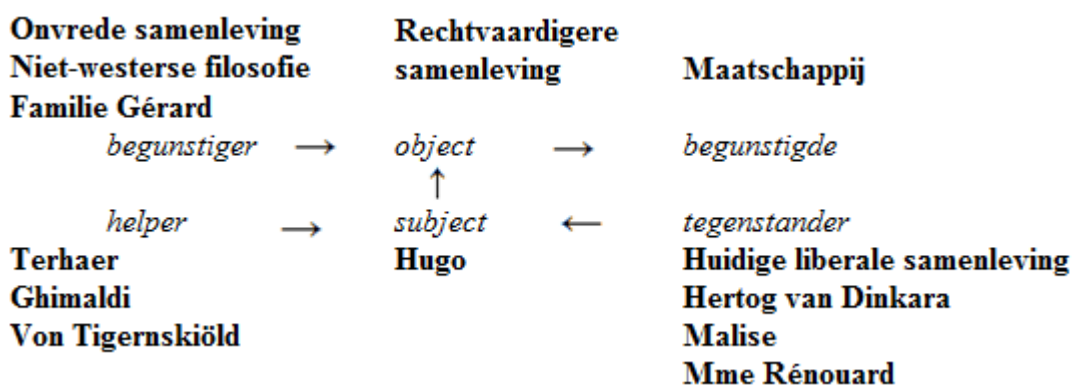 Onvrede samenleving
Niet-westerse filosofie
Familie Gérard
Rechtvaardigere
samenleving
Maatschappij
begunstiger → object → begunstigde
↑
helper → subject ← tegenstander
Terhaer
Ghimaldi
Von Tigernskiöld
Hugo
Huidige liberale samenleving
Hertog van Dinkara
Malise
Mme Rénouard